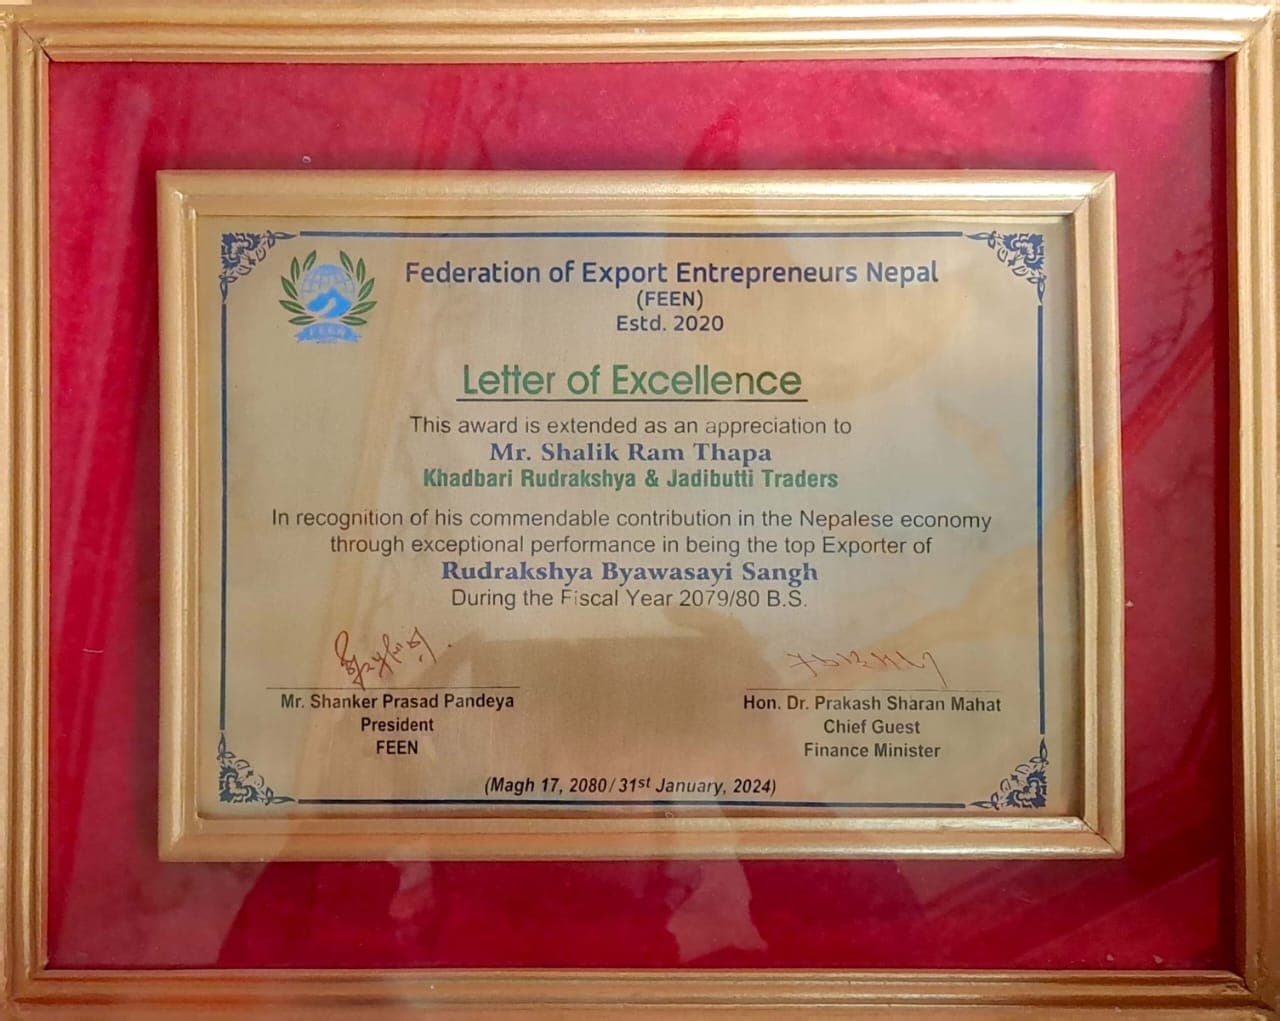 FEEN
Federation of Export Entrepreneurs Nepal
(FEEN)
Estd. 2020
Letter of Excellence
This award is extended as an appreciation to
Mr. Shalik Ram Thapa
Khadbari Rudrakshya & Jadibutti Traders
In recognition of his commendable contribution in the Nepalese economy
through exceptional performance in being the top Exporter of
Rudrakshya Byawasayi Sangh
During the Fiscal Year 2079/80 B.S.
Mr. Shanker Prasad Pandeya
President
FEEN
Hon. Dr. Prakash Sharan Mahat
Chief Guest
Finance Minister
(Magh 17, 2080/31st January, 2024)